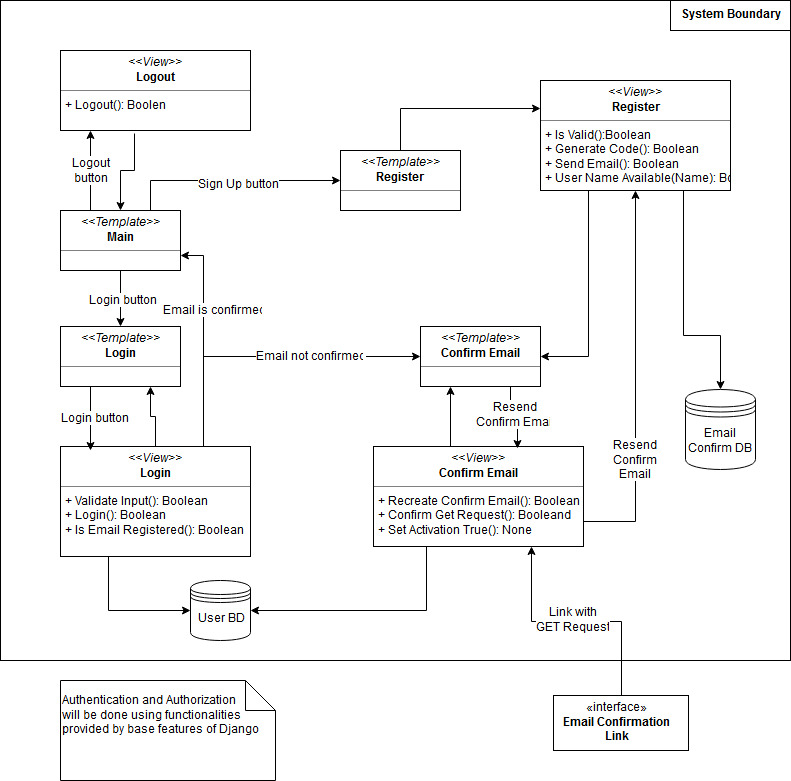 System Boundary
<<View>>
Logout
+ Logout(): Boolen
<<View>>
Register
+ Is Valid():Boolean
+ Generate Code(): Boolean
+ Send Email(): Boolean
+ User Name Available(Name): Bo
Logout
button
<<Template>>
Register
Sign Up button
<<Template>>
Main
Login button
Email is confirmed
<<Template>>
Login
Email not confirmed
<<Template>>
Confirm Email
Login button
Resend
Confirm Ema
Email
Confirm DB
Resend
Confirm
Email
<<View>>
Login
+ Validate Input(): Boolean
+ Login(): Boolean
+ Is Email Registered(): Boolean
<<View>>
Confirm Email
+ Recreate Confirm Email(): Boolean
+ Confirm Get Request(): Booleand
+ Set Activation True(): None
User BD
Link with
GET Request
Authentication and Authorization
will be done using functionalities
provided by base features of Django
«interface»
Email Confirmation
Link